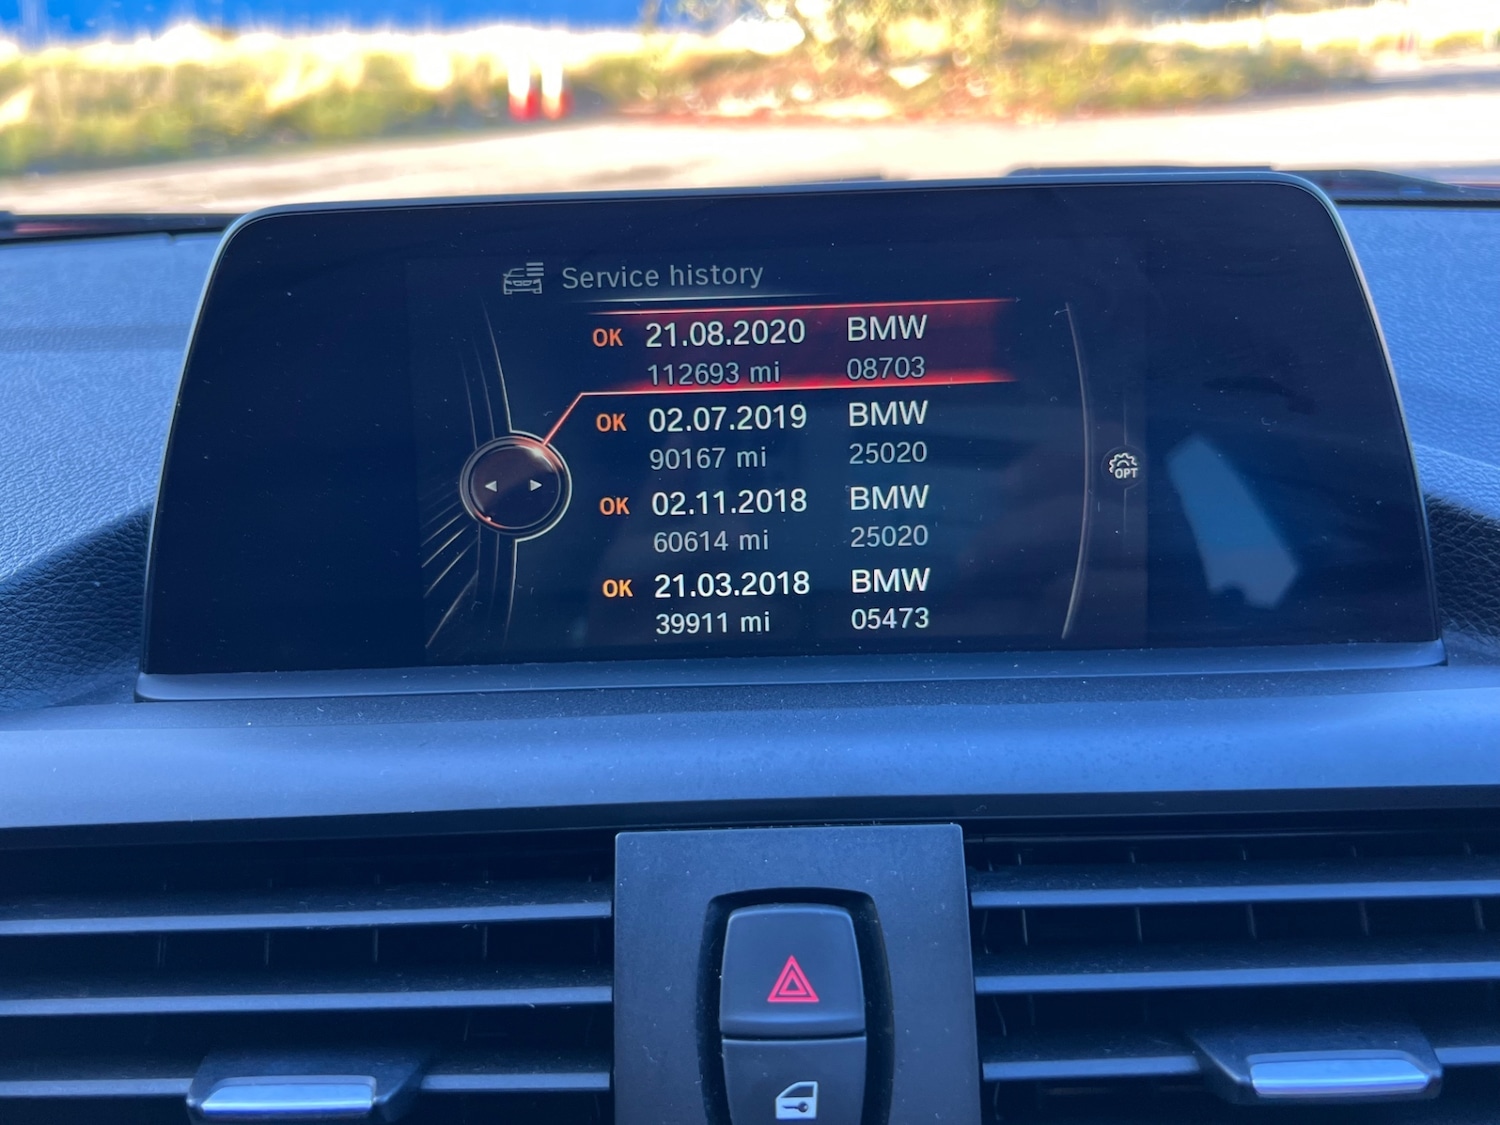 Service history
OK 21.08.2020 BMW
112693 mi 08703
OK 02.07.2019 BMW
90167 mi 25020
OPT
OK 02.11.2018 BMW
60614 mi 25020
OK 21.03.2018 BMW
39911 mi 05473